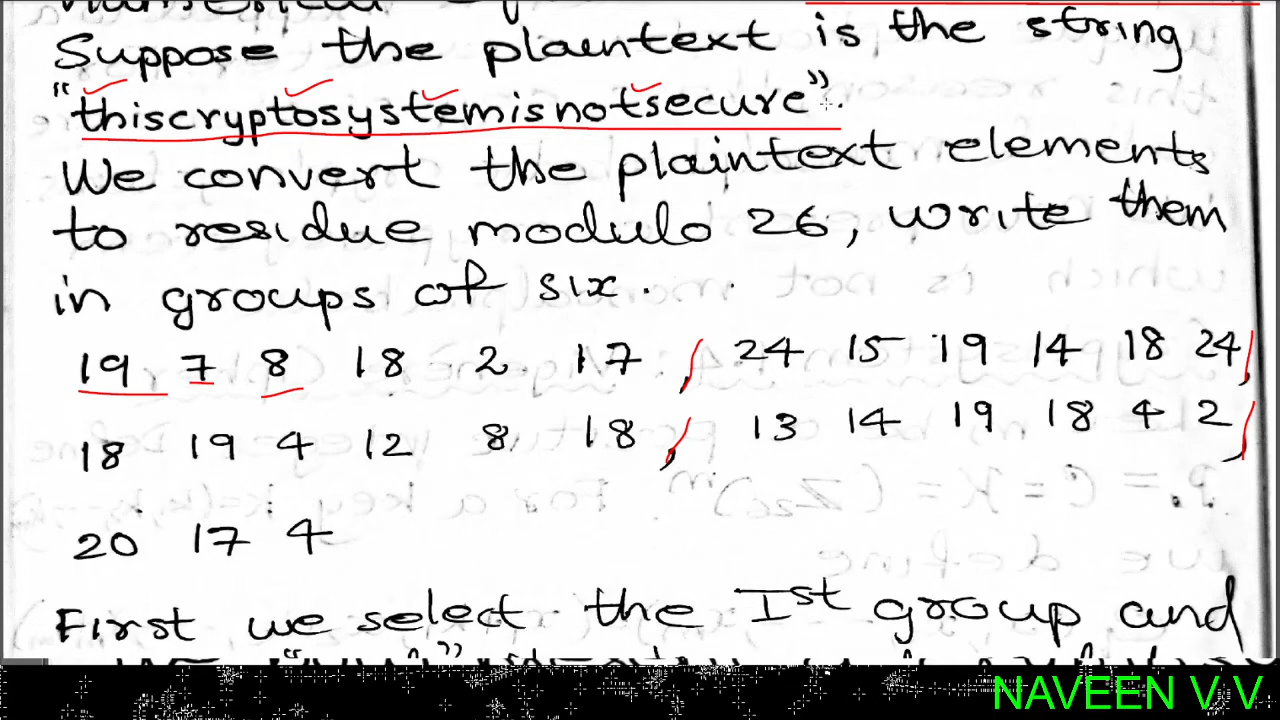 Suppose the plaintext is the string
"thiscryptosystemisnotsecure".
We convert the plaintext elements
to residue modulo 26, write them
in groups of six.
19 7 8 18 2 17 , 24 15 19 14 18 24,
18 19 4 12 8 18 , 13 14 19 18 4 2,
20 17 4
First we select the Ist group and
NAVEEN V V